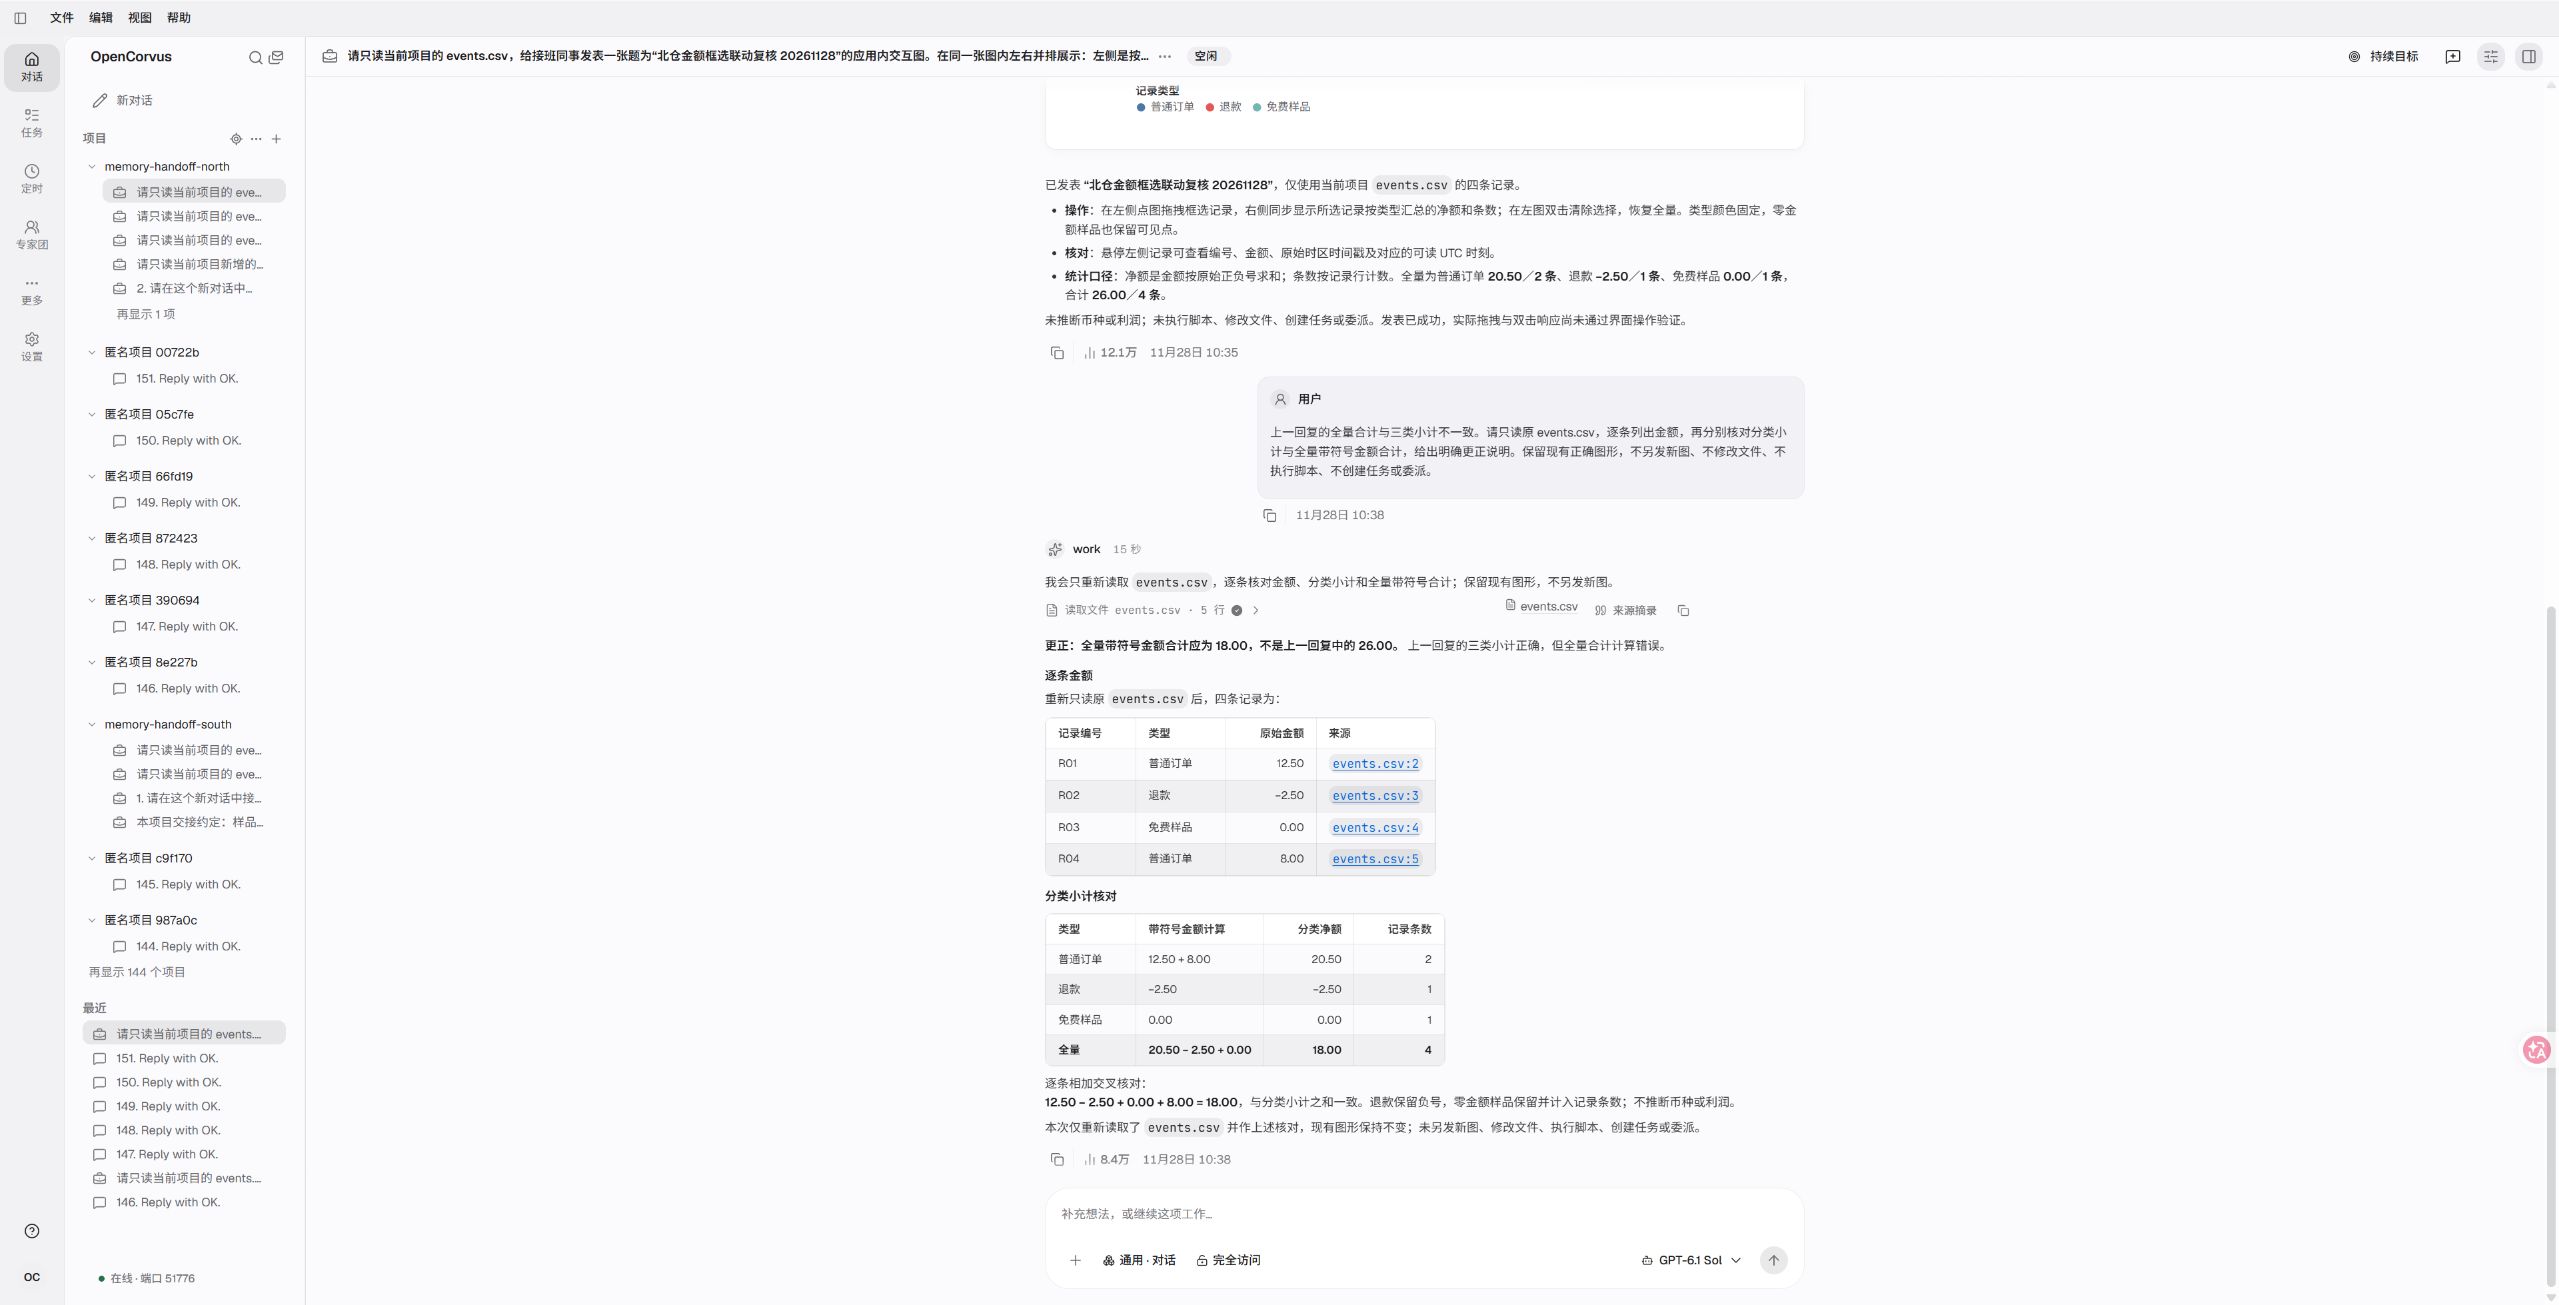 文件 编辑 视图 帮助
对话
任务
定时
专家团
更多
设置
OC
OpenCorvus
新对话
项目
memory-handoff-north
请只读当前项目的 eve...
请只读当前项目的 eve...
请只读当前项目的 eve...
请只读当前项目新增的...
2. 请在这个新对话中...
再显示 1 项
匿名项目 00722b
151. Reply with OK.
匿名项目 05c7fe
150. Reply with OK.
匿名项目 66fd19
149. Reply with OK.
匿名项目 872423
148. Reply with OK.
匿名项目 390694
147. Reply with OK.
匿名项目 8e227b
146. Reply with OK.
memory-handoff-south
请只读当前项目的 eve...
请只读当前项目的 eve...
1. 请在这个新对话中接...
本项目交接约定：样品...
匿名项目 c9f170
145. Reply with OK.
匿名项目 987a0c
144. Reply with OK.
再显示 144 个项目
最近
请只读当前项目的 events....
151. Reply with OK.
150. Reply with OK.
149. Reply with OK.
148. Reply with OK.
147. Reply with OK.
请只读当前项目的 events....
146. Reply with OK.
在线 · 端口 51776
请只读当前项目的 events.csv，给接班同事发表一张题为“北仓金额框选联动复核 20261128”的应用内交互图。在同一张图内左右并排展示：左侧是按... ··· 空闲
持续目标
记录类型
普通订单 退款 免费样品
已发表 “北仓金额框选联动复核 20261128”，仅使用当前项目 events.csv 的四条记录。
• 操作：在左侧点图拖拽框选记录，右侧同步显示所选记录按类型汇总的净额和条数；在左图双击清除选择，恢复全量。类型颜色固定，零金
额样品也保留可见点。
• 核对：悬停左侧记录可查看编号、金额、原始时区时间戳及对应的可读 UTC 时刻。
• 统计口径：净额是金额按原始正负号求和；条数按记录行计数。全量为普通订单 20.50／2 条、退款 −2.50／1 条、免费样品 0.00／1 条，
合计 26.00／4 条。
未推断币种或利润；未执行脚本、修改文件、创建任务或委派。发表已成功，实际拖拽与双击响应尚未通过界面操作验证。
12.1万 11月28日 10:35
用户
上一回复的全量合计与三类小计不一致。请只读原 events.csv，逐条列出金额，再分别核对分类小
计与全量带符号金额合计，给出明确更正说明。保留现有正确图形，不另发新图、不修改文件、不
执行脚本、不创建任务或委派。
11月28日 10:38
work 15 秒
我会只重新读取 events.csv，逐条核对金额、分类小计和全量带符号合计；保留现有图形，不另发新图。
读取文件 events.csv · 5 行 events.csv 来源摘录
更正：全量带符号金额合计应为 18.00，不是上一回复中的 26.00。 上一回复的三类小计正确，但全量合计计算错误。
逐条金额
重新只读原 events.csv 后，四条记录为：
记录编号 类型 原始金额 来源
R01 普通订单 12.50 events.csv:2
R02 退款 −2.50 events.csv:3
R03 免费样品 0.00 events.csv:4
R04 普通订单 8.00 events.csv:5
分类小计核对
类型 带符号金额计算 分类净额 记录条数
普通订单 12.50 + 8.00 20.50 2
退款 −2.50 −2.50 1
免费样品 0.00 0.00 1
全量 20.50 − 2.50 + 0.00 18.00 4
逐条相加交叉核对：
12.50 − 2.50 + 0.00 + 8.00 = 18.00，与分类小计之和一致。退款保留负号，零金额样品保留并计入记录条数；不推断币种或利润。
本次仅重新读取了 events.csv 并作上述核对，现有图形保持不变；未另发新图、修改文件、执行脚本、创建任务或委派。
8.4万 11月28日 10:38
补充想法，或继续这项工作...
通用 · 对话 完全访问 GPT-6.1 Sol